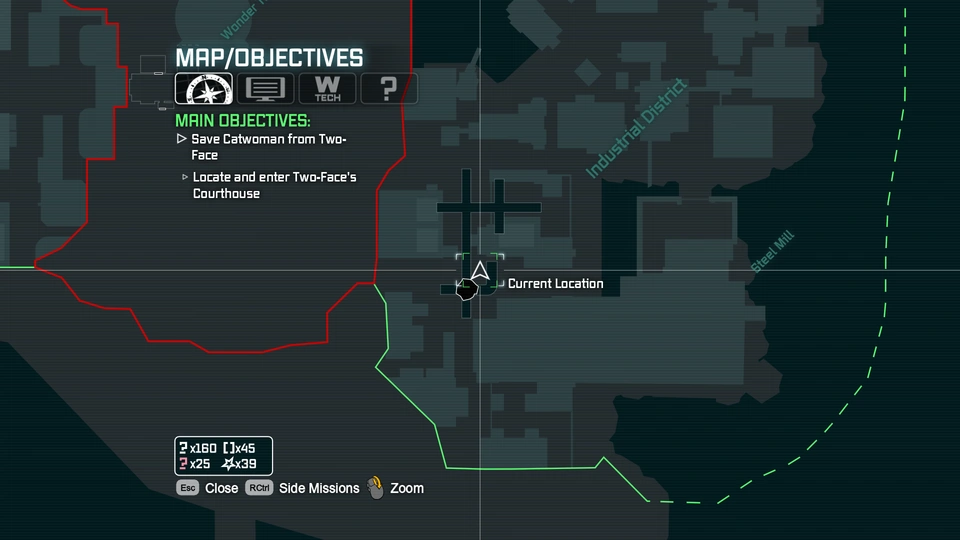 Wonder
MAP/OBJECTIVES
W
TECH
?
MAIN OBJECTIVES:
Save Catwoman from Two-
Face
Locate and enter Two-Face's
Courthouse
Industrial District
Steel Mill
Current Location
?x160 []x45
?x25 x39
Esc Close RCtrl Side Missions Zoom